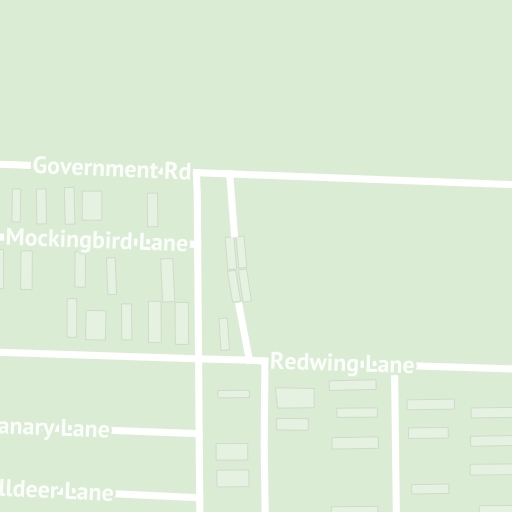 Government Rd
Mockingbird Lane
Redwing Lane
anary Lane
lldeer Lane